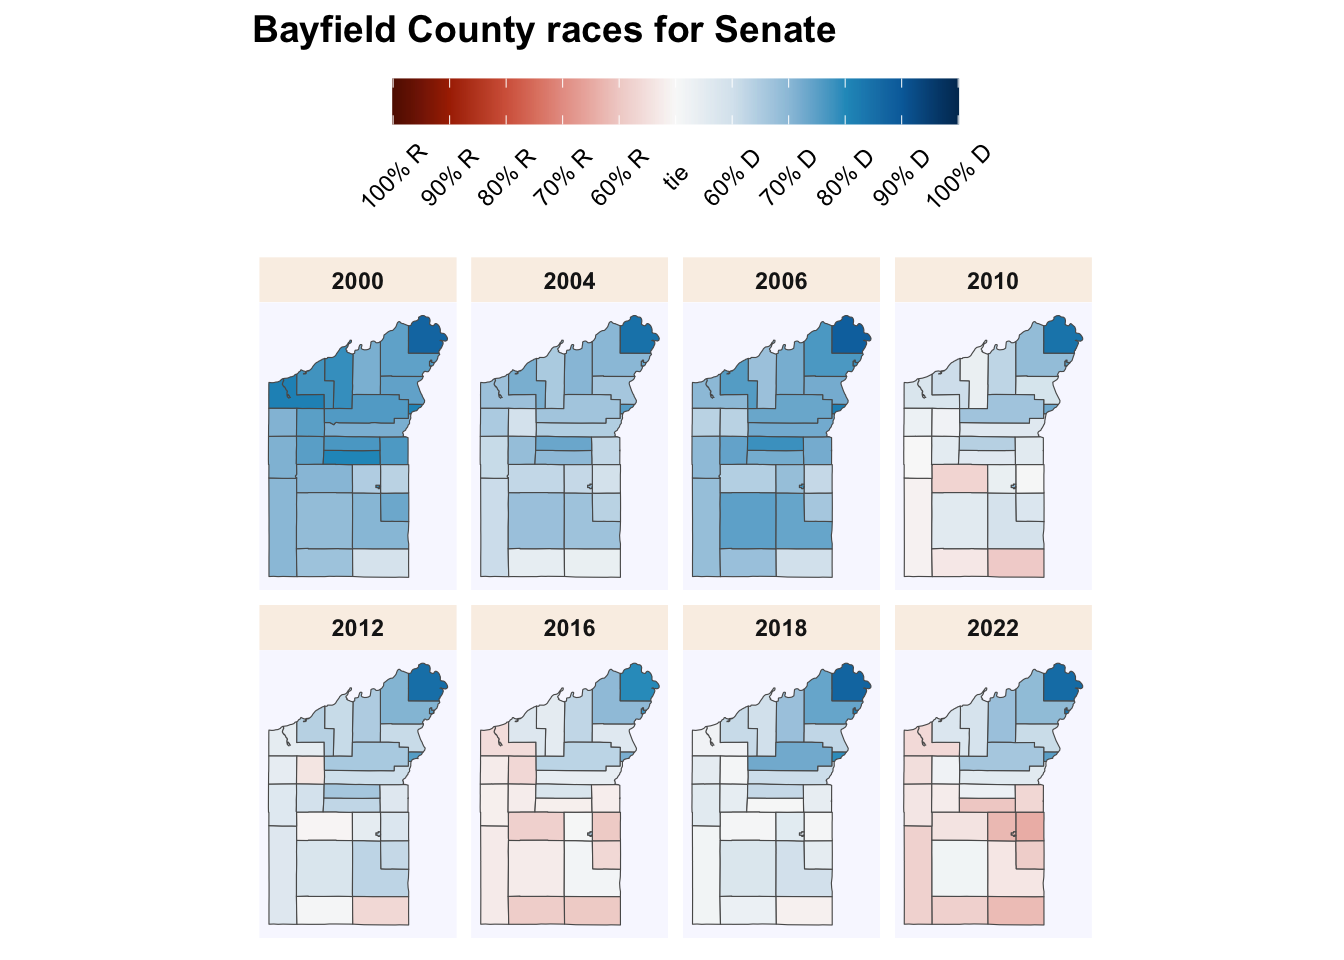 Bayfield County races for Senate
100% R 90% R 80% R 70% R 60% R tie 60% D 70% D 80% D 90% D 100% D
2000 2004 2006 2010
2012 2016 2018 2022